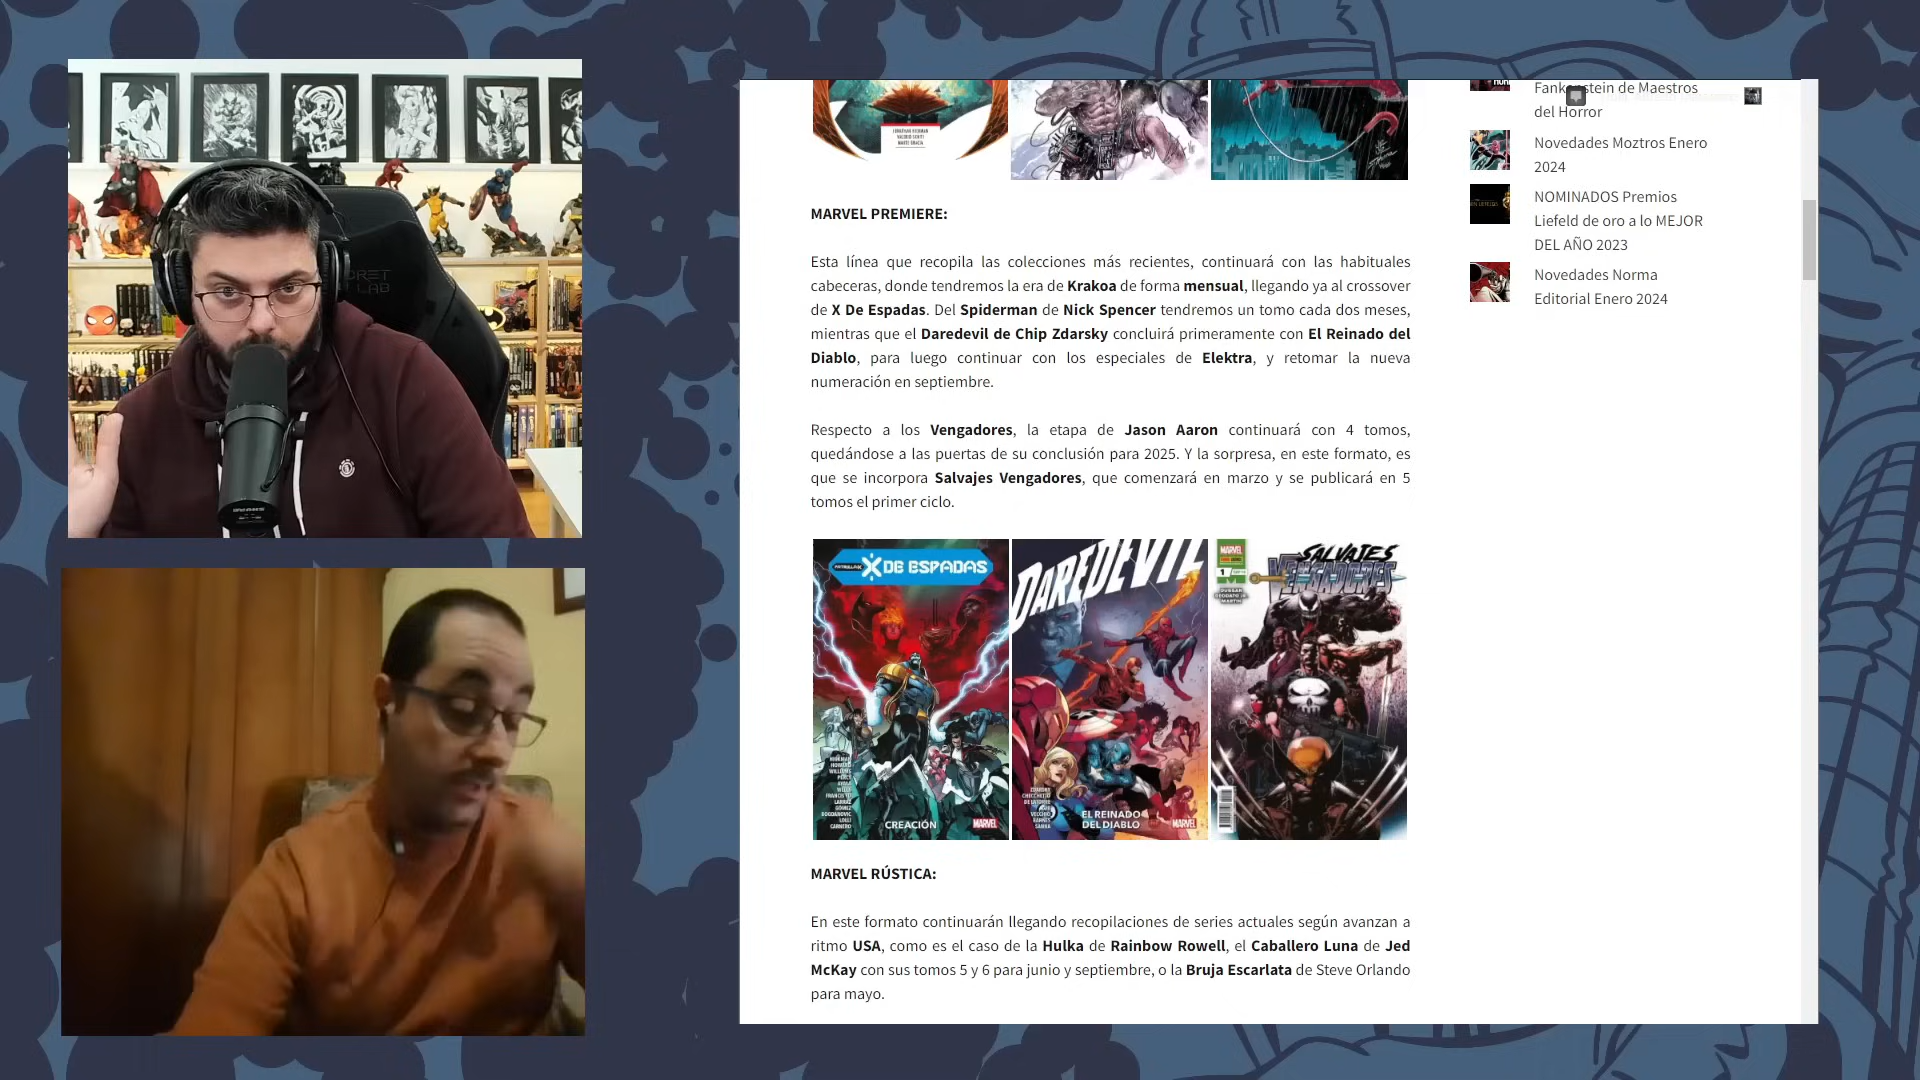 Fankenstein de Maestros
del Horror
Novedades Moztros Enero
2024
NOMINADOS Premios
Liefeld de oro a lo MEJOR
DEL AÑO 2023
Novedades Norma
Editorial Enero 2024
MARVEL PREMIERE:
Esta línea que recopila las colecciones más recientes, continuará con las habituales
cabeceras, donde tendremos la era de Krakoa de forma mensual, llegando ya al crossover
de X De Espadas. Del Spiderman de Nick Spencer tendremos un tomo cada dos meses,
mientras que el Daredevil de Chip Zdarsky concluirá primeramente con El Reinado del
Diablo, para luego continuar con los especiales de Elektra, y retomar la nueva
numeración en septiembre.
Respecto a los Vengadores, la etapa de Jason Aaron continuará con 4 tomos,
quedándose a las puertas de su conclusión para 2025. Y la sorpresa, en este formato, es
que se incorpora Salvajes Vengadores, que comenzará en marzo y se publicará en 5
tomos el primer ciclo.
X DE ESPADAS
CREACIÓN
MARVEL
DAREDEVIL
EL REINADO
DEL DIABLO
MARVEL
MARVEL
1
SALVAJES
VENGADORES
MARVEL RÚSTICA:
En este formato continuarán llegando recopilaciones de series actuales según avanzan a
ritmo USA, como es el caso de la Hulka de Rainbow Rowell, el Caballero Luna de Jed
McKay con sus tomos 5 y 6 para junio y septiembre, o la Bruja Escarlata de Steve Orlando
para mayo.